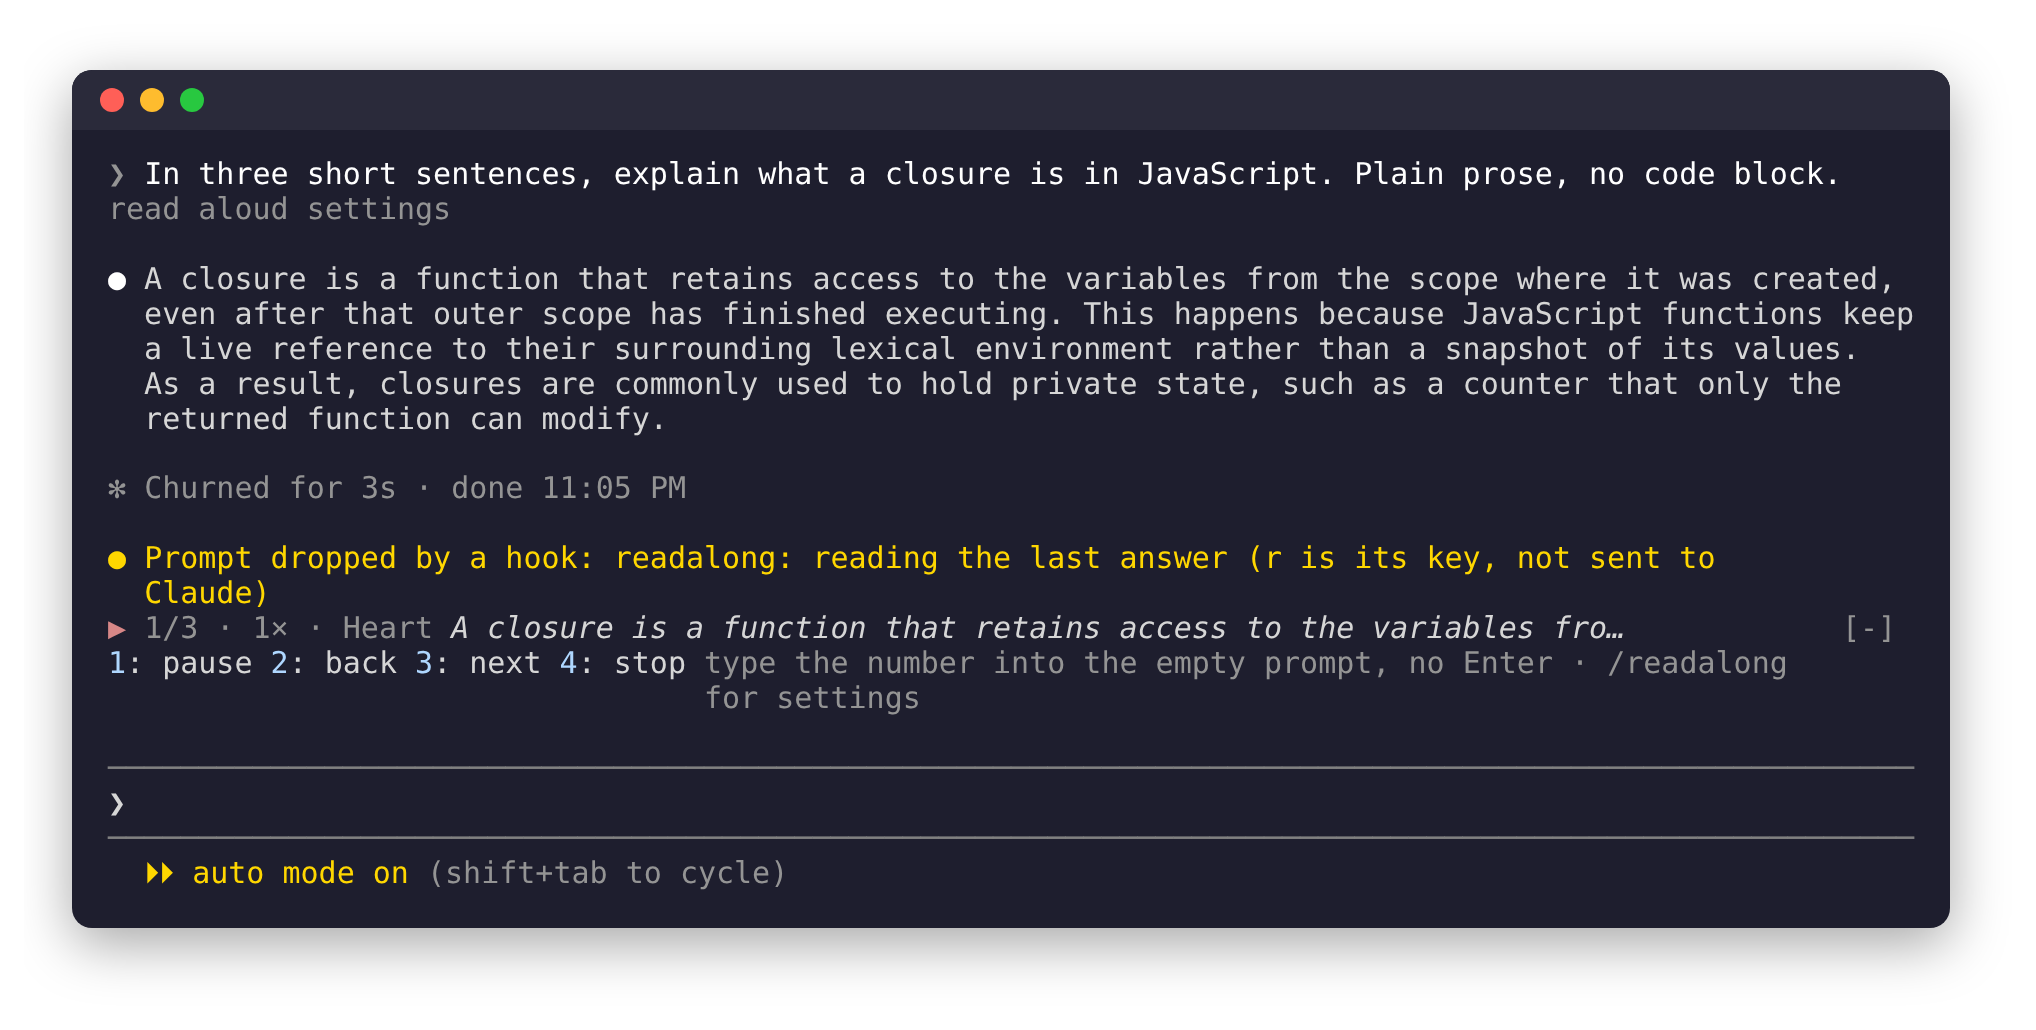 ❯ In three short sentences, explain what a closure is in JavaScript. Plain prose, no code block.
read aloud settings
● A closure is a function that retains access to the variables from the scope where it was created,
even after that outer scope has finished executing. This happens because JavaScript functions keep
a live reference to their surrounding lexical environment rather than a snapshot of its values.
As a result, closures are commonly used to hold private state, such as a counter that only the
returned function can modify.
✻ Churned for 3s · done 11:05 PM
● Prompt dropped by a hook: readalong: reading the last answer (r is its key, not sent to
Claude)
▶ 1/3 · 1× · Heart A closure is a function that retains access to the variables fro… [-]
1: pause 2: back 3: next 4: stop type the number into the empty prompt, no Enter · /readalong
for settings
❯
⏵⏵ auto mode on (shift+tab to cycle)